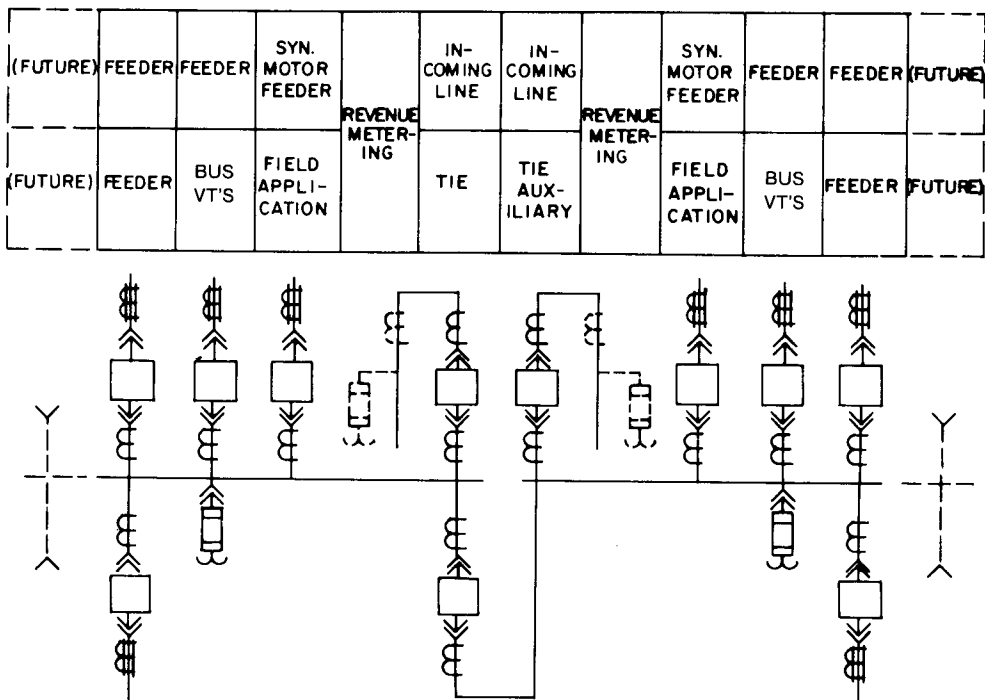 (FUTURE)
FEEDER
FEEDER
SYN.
MOTOR
FEEDER
REVENUE
METER-
ING
IN-
COMING
LINE
IN-
COMING
LINE
REVENUE
METER-
ING
SYN.
MOTOR
FEEDER
FEEDER
FEEDER
(FUTURE)
(FUTURE)
FEEDER
BUS
VT'S
FIELD
APPLI-
CATION
TIE
TIE
AUX-
ILIARY
FIELD
APPLI-
CATION
BUS
VT'S
FEEDER
(FUTURE)